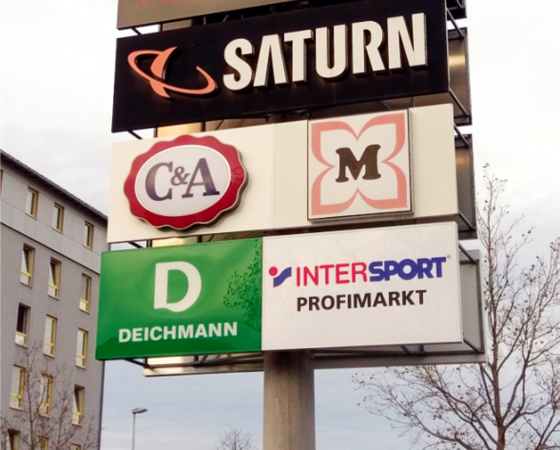 SATURN
C&A
M
D
DEICHMANN
INTERSPORT®
PROFIMARKT